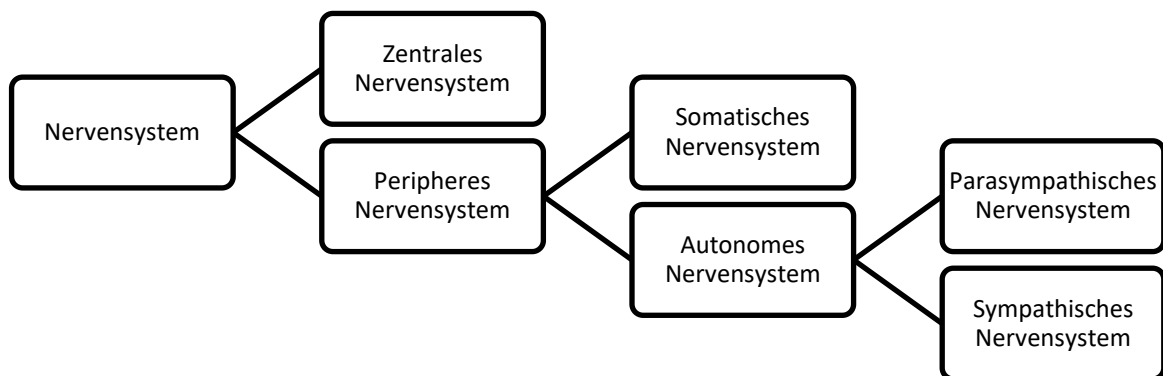 Nervensystem
Zentrales
Nervensystem
Peripheres
Nervensystem
Somatisches
Nervensystem
Autonomes
Nervensystem
Parasympathisches
Nervensystem
Sympathisches
Nervensystem